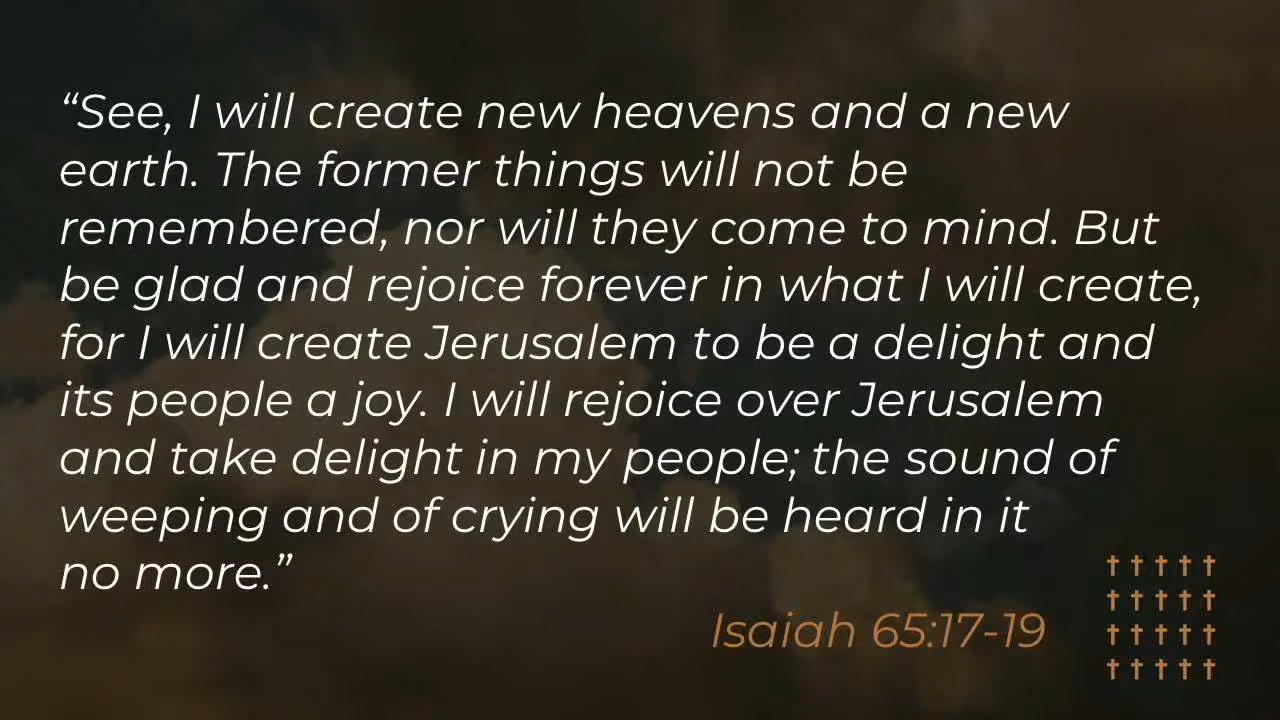 “See, I will create new heavens and a new
earth. The former things will not be
remembered, nor will they come to mind. But
be glad and rejoice forever in what I will create,
for I will create Jerusalem to be a delight and
its people a joy. I will rejoice over Jerusalem
and take delight in my people; the sound of
weeping and of crying will be heard in it
no more.”
Isaiah 65:17-19